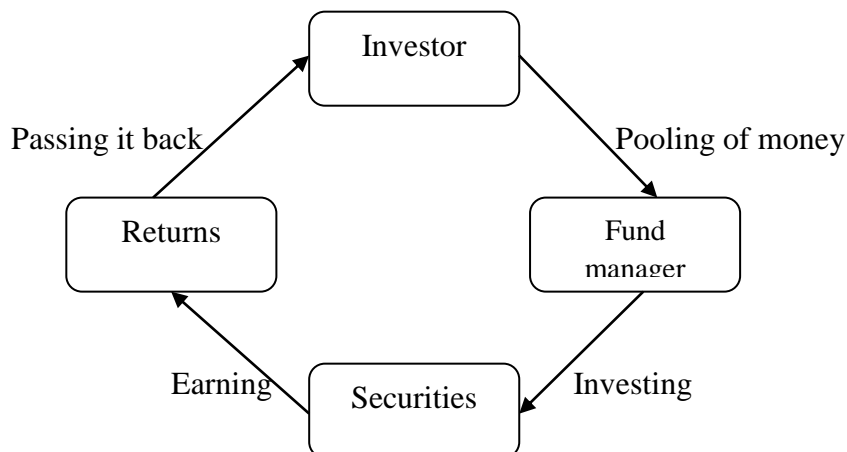 Investor
Passing it back
Pooling of money
Returns
Fund
manager
Earning
Securities
Investing